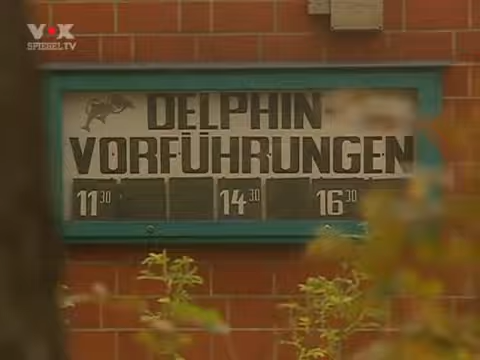 VOX
SPIEGEL TV
DELPHIN-
VORFÜHRUNGEN
11³⁰ 14³⁰ 16³⁰